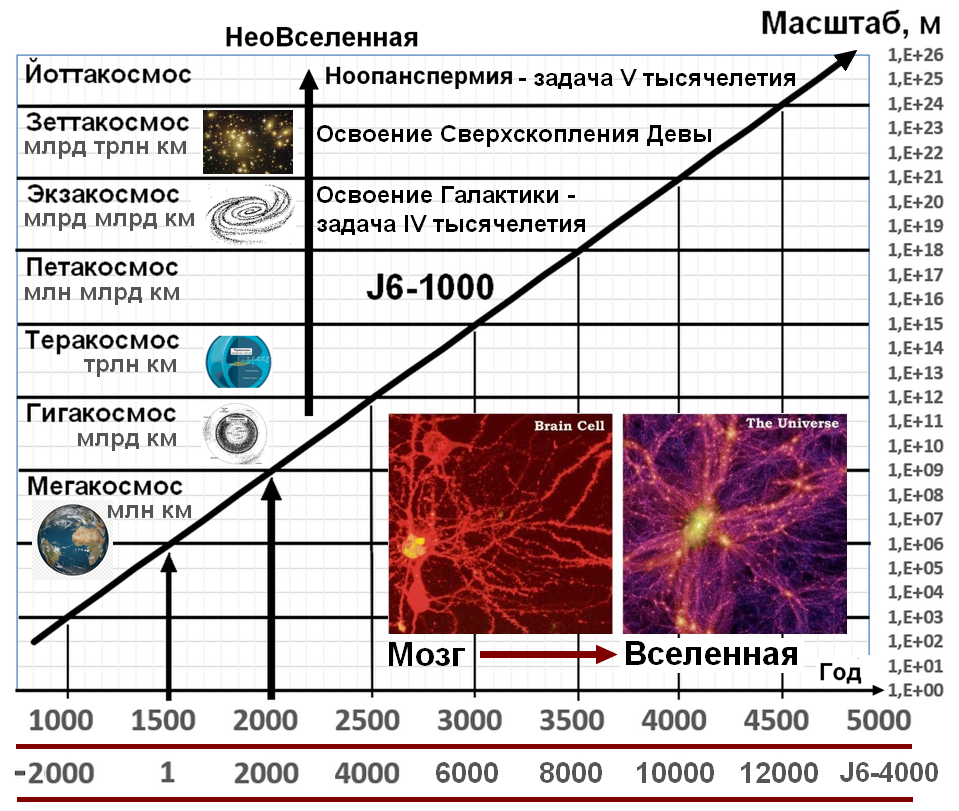 Масштаб, м
НеоВселенная
Йоттакосмос
Ноопанспермия - задача V тысячелетия
Зеттакосмос
млрд трлн км
Освоение Сверхскопления Девы
Экзакосмос
млрд млрд км
Освоение Галактики -
задача IV тысячелетия
Петакосмос
млн млрд км
J6-1000
Теракосмос
трлн км
Гигакосмос
млрд км
Мегакосмос
млн км
Brain Cell
The Universe
Мозг
Вселенная
Год
1,E+26
1,E+25
1,E+24
1,E+23
1,E+22
1,E+21
1,E+20
1,E+19
1,E+18
1,E+17
1,E+16
1,E+15
1,E+14
1,E+13
1,E+12
1,E+11
1,E+10
1,E+09
1,E+08
1,E+07
1,E+06
1,E+05
1,E+04
1,E+03
1,E+02
1,E+01
1,E+00
1000 1500 2000 2500 3000 3500 4000 4500 5000
-2000 1 2000 4000 6000 8000 10000 12000 J6-4000